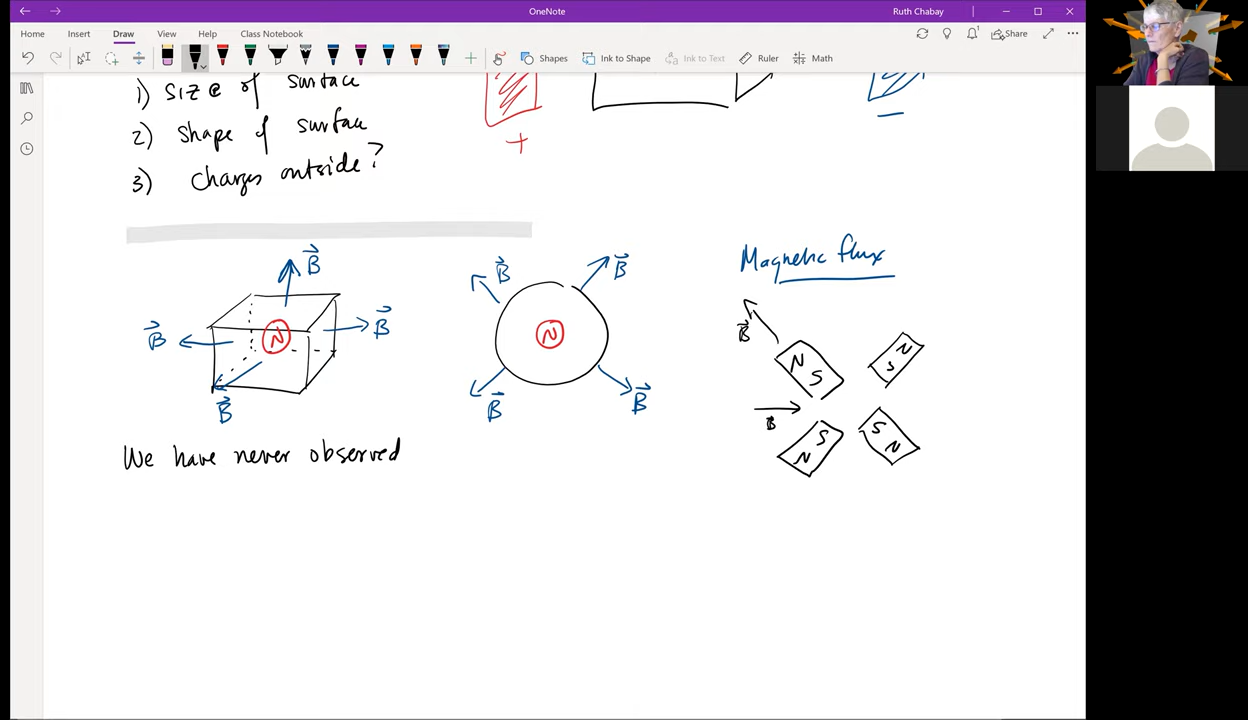 OneNote
Ruth Chabay
Home Insert Draw View Help Class Notebook
Share
Shapes Ink to Shape Ink to Text Ruler Math
1) Size of surface
2) Shape of surface
3) Charges outside?
+
−
B
B
B
B
N
B
B
B
B
N
Magnetic flux
B
N S
N
S
B
S
N
S
N
We have never observed